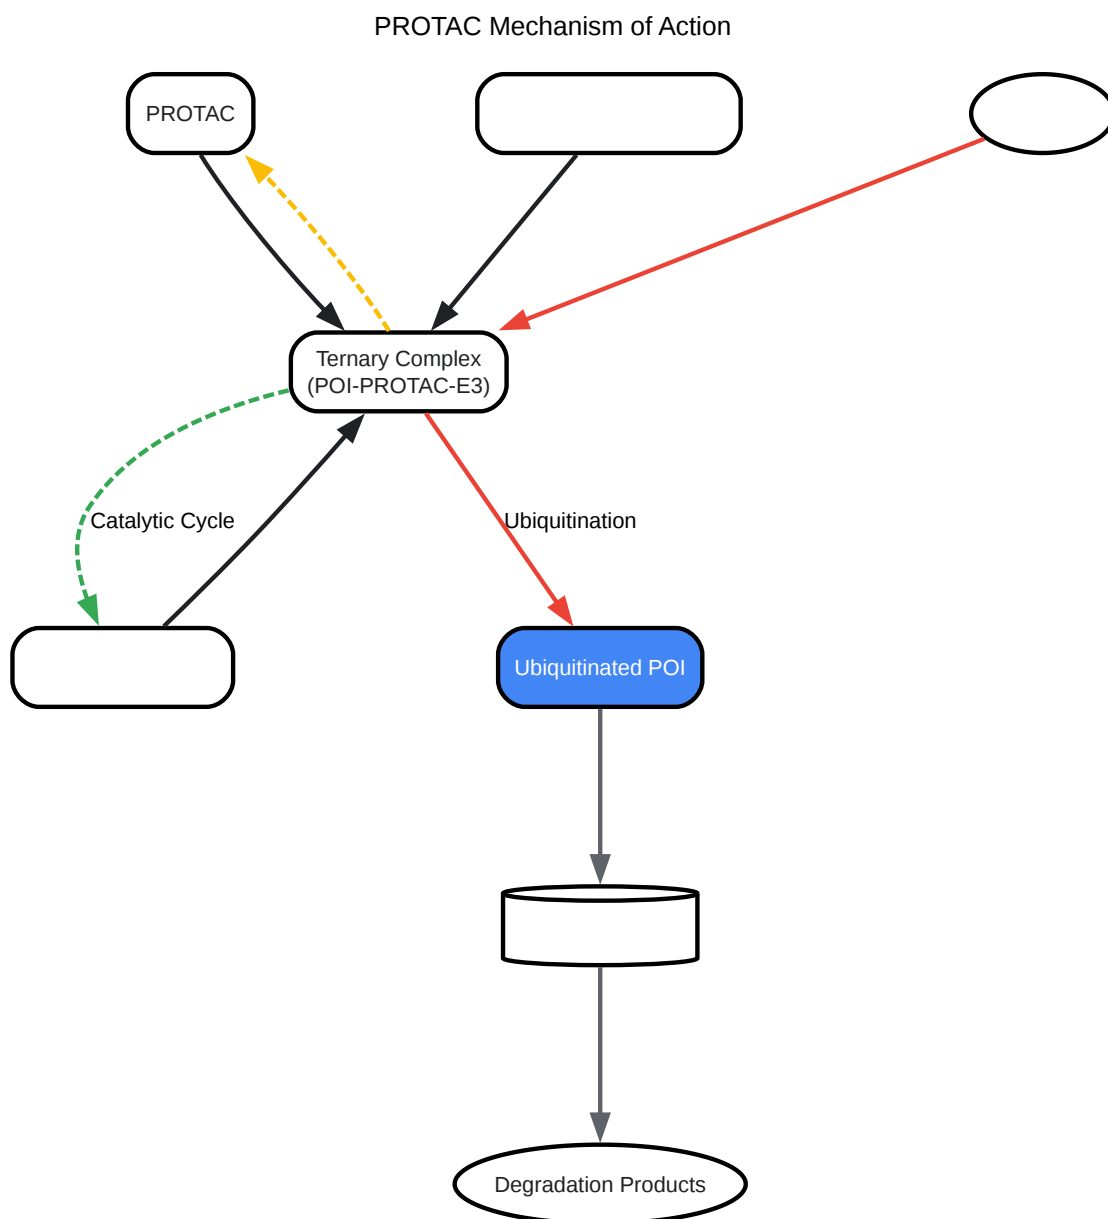 PROTAC Mechanism of Action
PROTAC
Ternary Complex
(POI-PROTAC-E3)
Catalytic Cycle
Ubiquitination
Ubiquitinated POI
Degradation Products